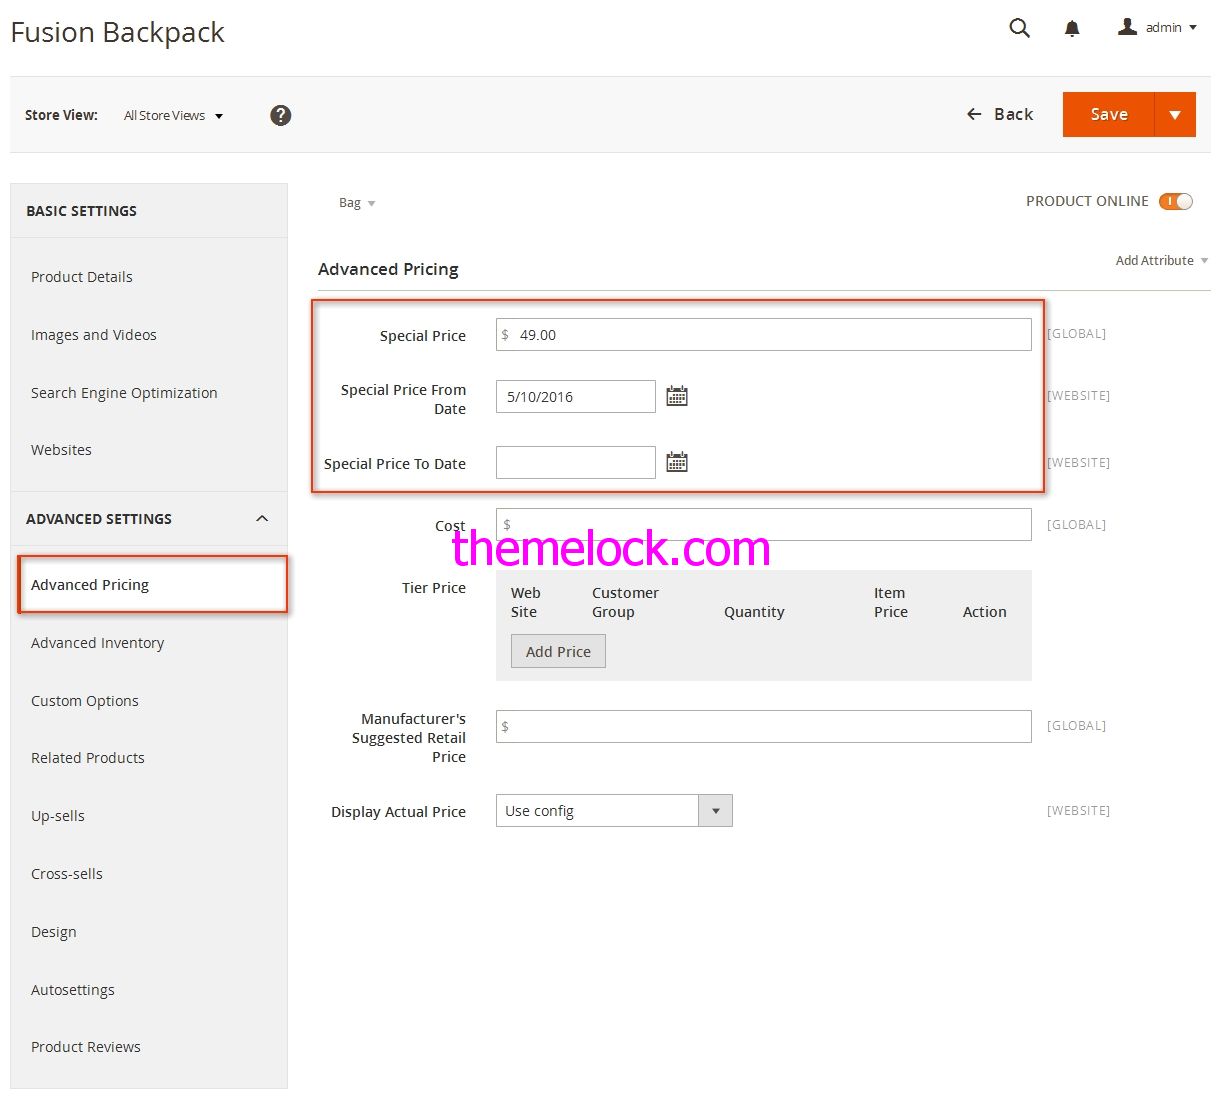 Fusion Backpack
admin
Store View:
All Store Views
?
Back
Save
BASIC SETTINGS
Product Details
Images and Videos
Search Engine Optimization
Websites
ADVANCED SETTINGS
Advanced Pricing
Advanced Inventory
Custom Options
Related Products
Up-sells
Cross-sells
Design
Autosettings
Product Reviews
Bag
PRODUCT ONLINE
Add Attribute
Advanced Pricing
Special Price
$ 49.00
[GLOBAL]
Special Price From
Date
5/10/2016
[WEBSITE]
Special Price To Date
[WEBSITE]
Cost
$
[GLOBAL]
themelock.com
Tier Price
Web
Site
Customer
Group
Quantity
Item
Price
Action
Add Price
Manufacturer's
Suggested Retail
Price
$
[GLOBAL]
Display Actual Price
Use config
[WEBSITE]